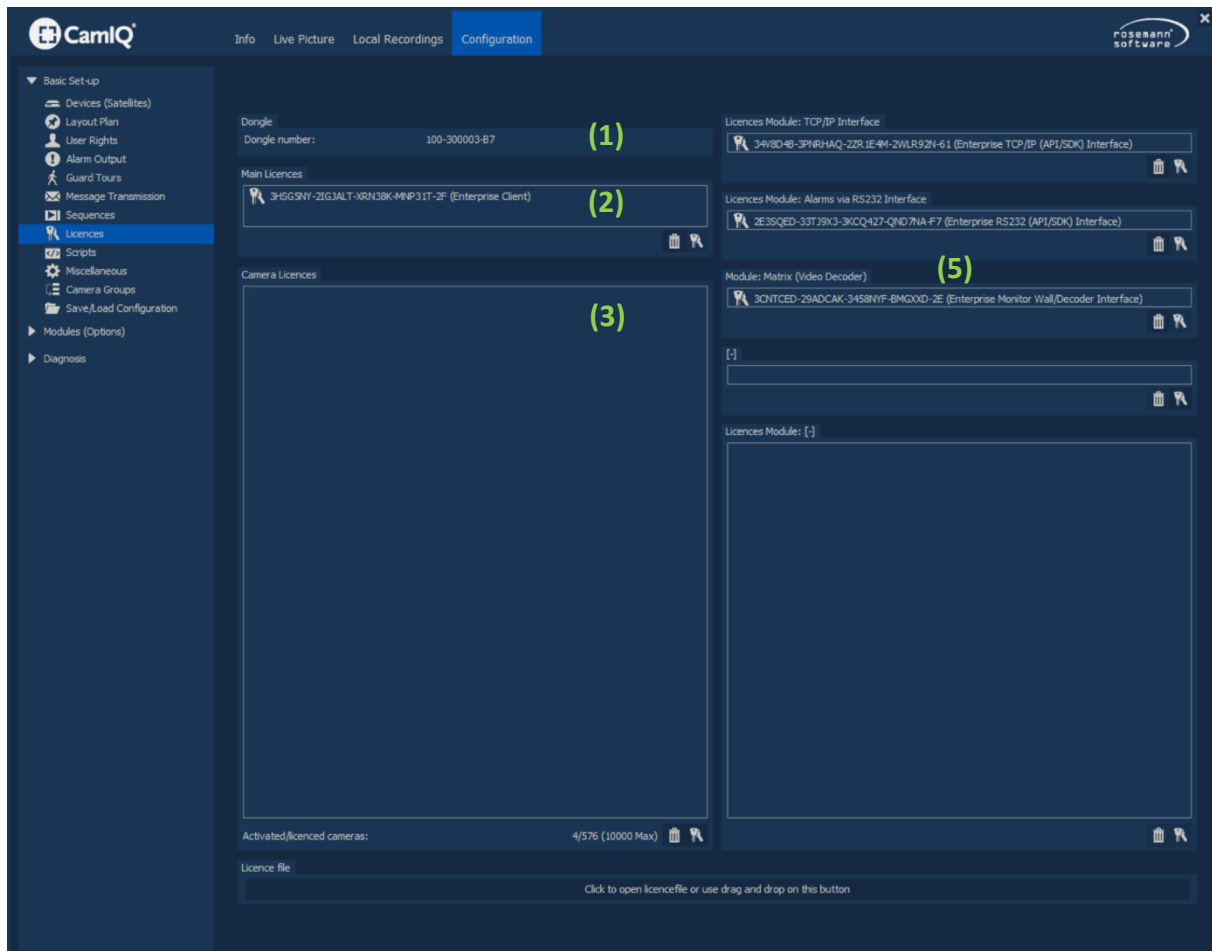 CamIQ®
Info Live Picture Local Recordings Configuration
rosemann software
Basic Set-up
Devices (Satellites)
Layout Plan
User Rights
Alarm Output
Guard Tours
Message Transmission
Sequences
Licences
Scripts
Miscellaneous
Camera Groups
Save/Load Configuration
Modules (Options)
Diagnosis
Dongle
Dongle number: 100-300003-B7 (1)
Main Licences
3HSG5NY-2IGJALT-XRN38K-MNP31T-2F (Enterprise Client) (2)
Camera Licences
(3)
Activated/licenced cameras: 4/576 (10000 Max)
Licences Module: TCP/IP Interface
34V8D4B-3PNRHAQ-2ZR1E4M-2WLR92N-61 (Enterprise TCP/IP (API/SDK) Interface)
Licences Module: Alarms via RS232 Interface
2E3SQED-33TJ9X3-3KCQ427-QND7NA-F7 (Enterprise RS232 (API/SDK) Interface)
(5)
Module: Matrix (Video Decoder)
3CNTCED-29ADCAK-3458NYF-BMGXXD-2E (Enterprise Monitor Wall/Decoder Interface)
[-]
Licences Module: [-]
Licence file
Click to open licencefile or use drag and drop on this button